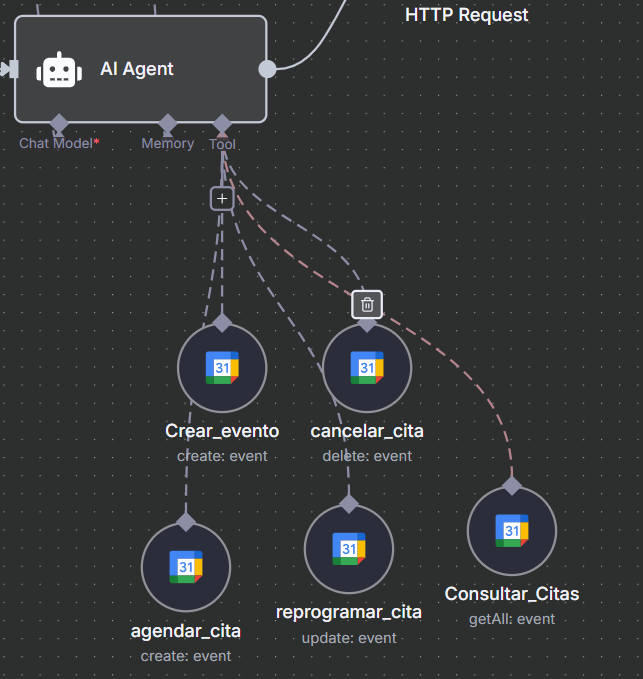 HTTP Request
AI Agent
Chat Model*
Memory
Tool
+
31
31
Crear_evento
create: event
cancelar_cita
delete: event
31
31
31
agendar_cita
create: event
reprogramar_cita
update: event
Consultar_Citas
getAll: event